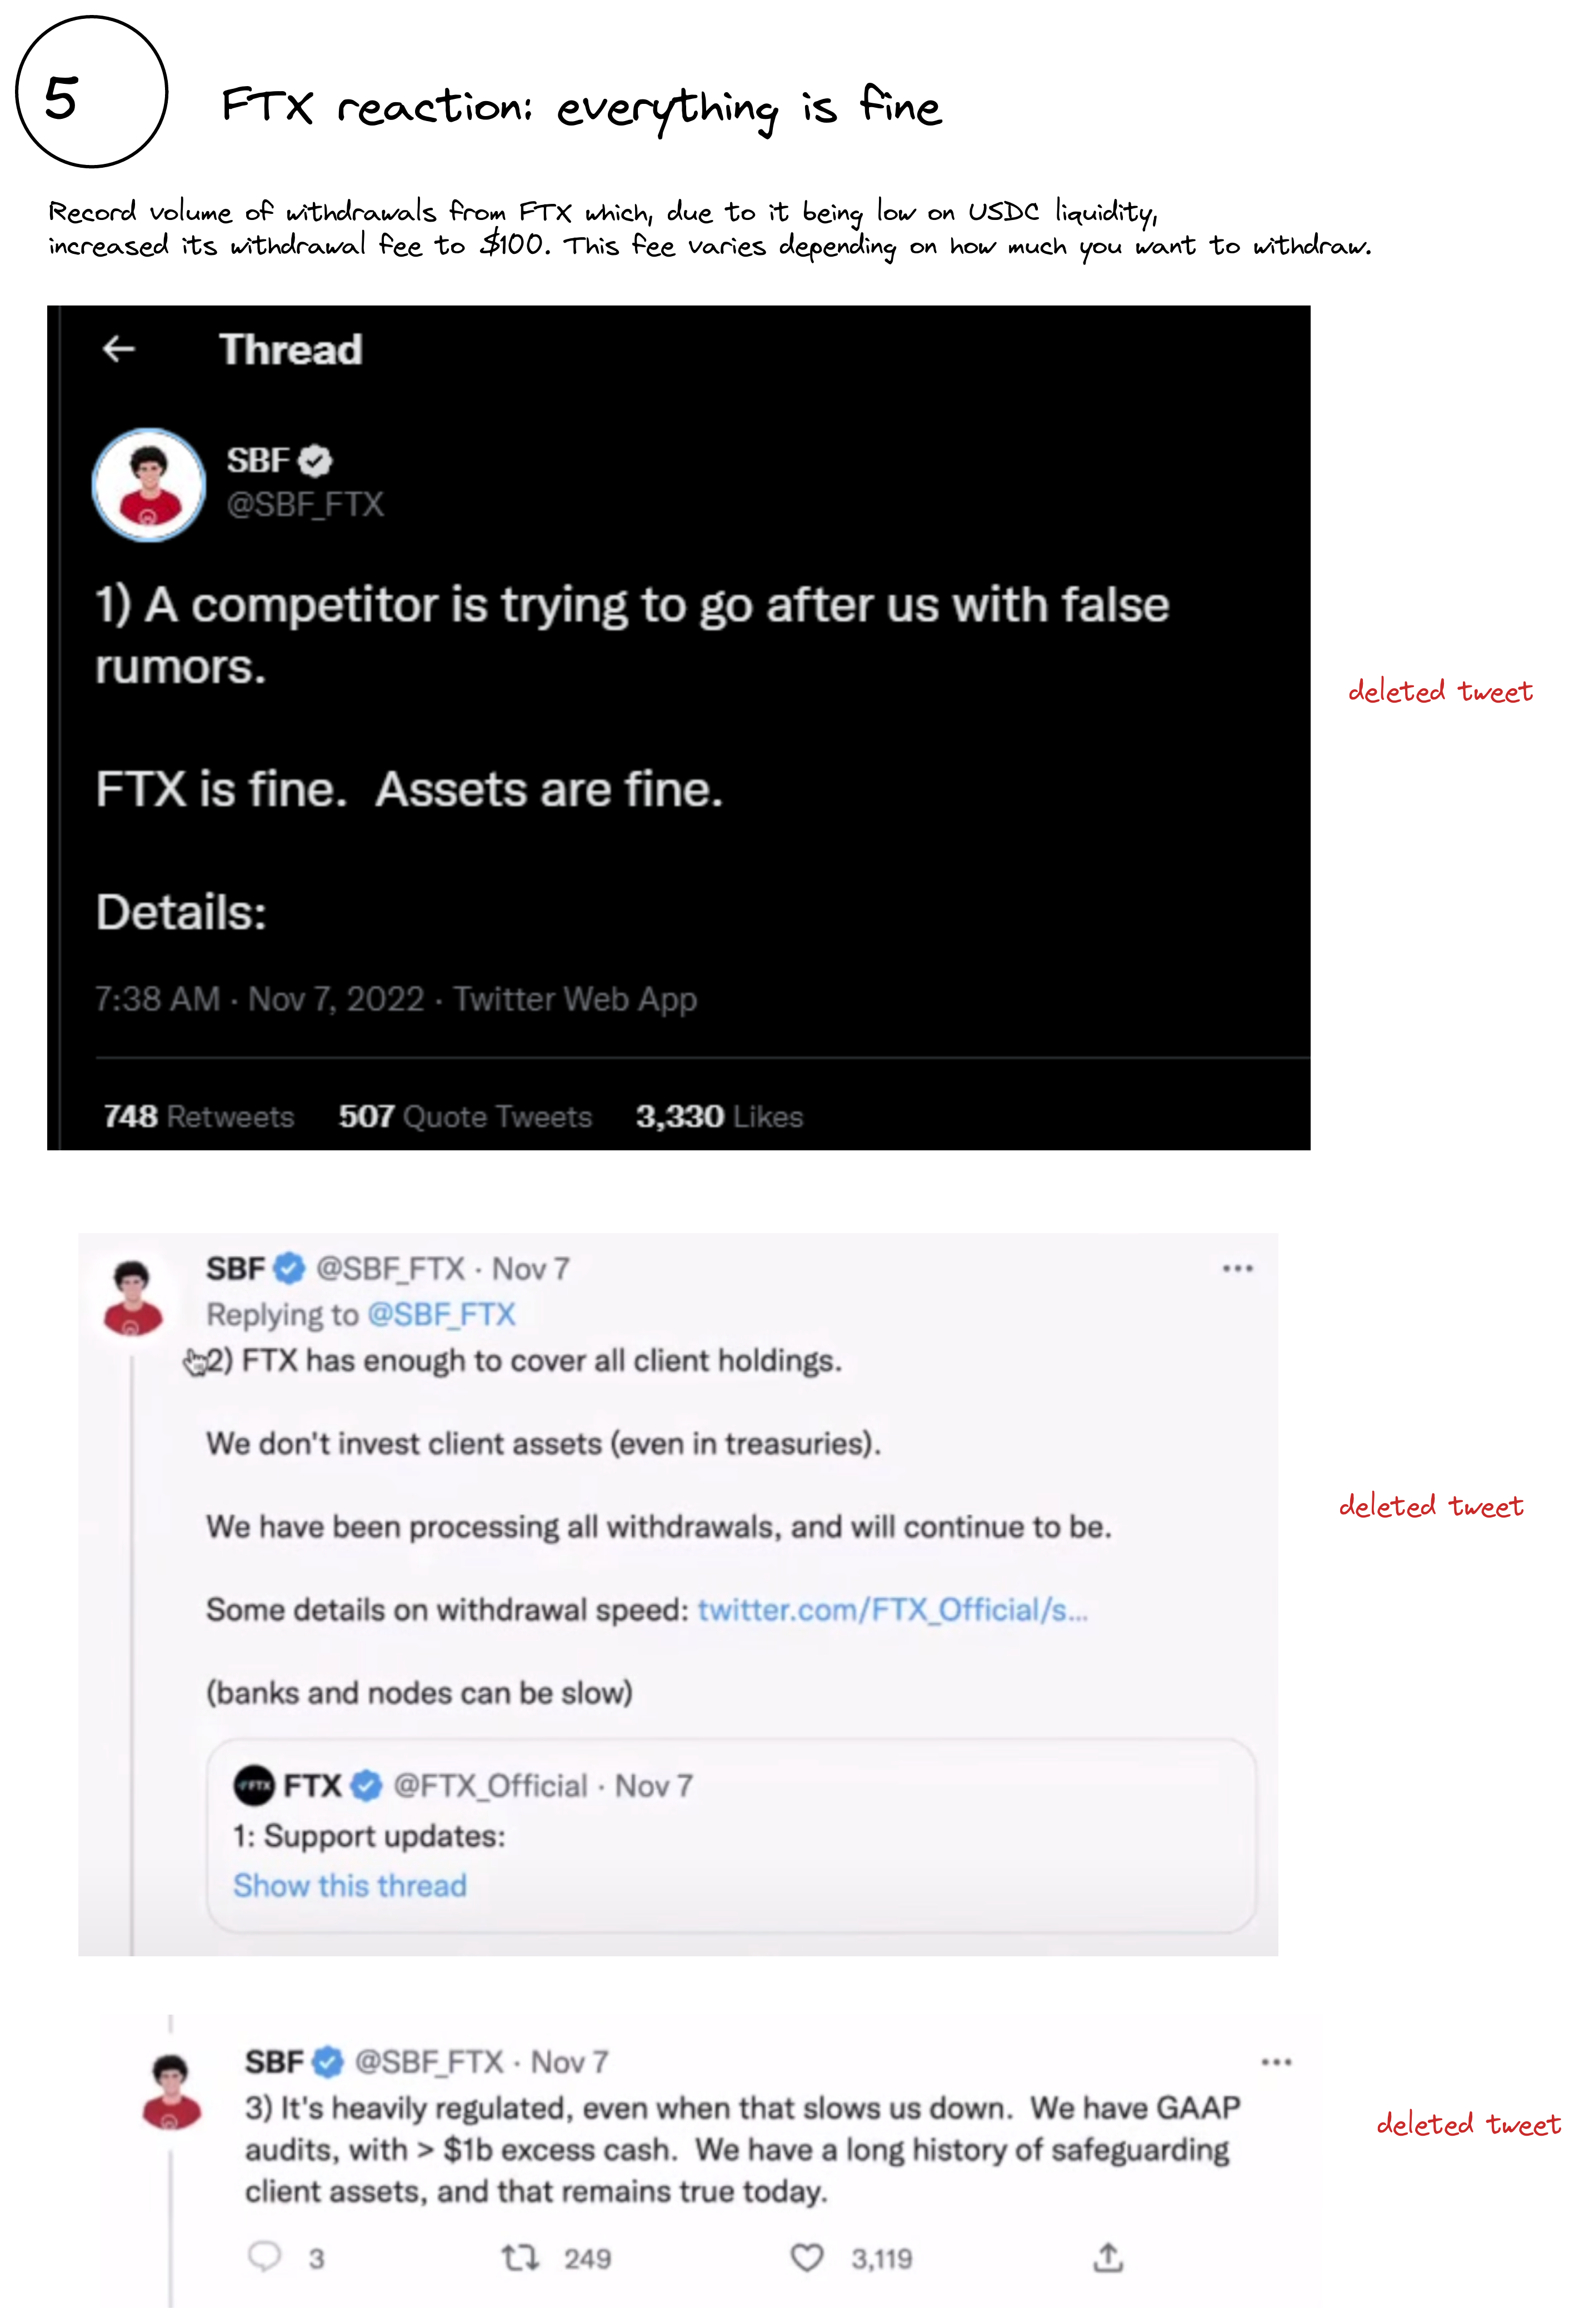 5
FTX reaction: everything is fine
Record volume of withdrawals from FTX which, due to it being low on USDC liquidity,
increased its withdrawal fee to $100. This fee varies depending on how much you want to withdraw.
Thread
SBF
@SBF_FTX
1) A competitor is trying to go after us with false
rumors.
FTX is fine.  Assets are fine.
Details:
7:38 AM · Nov 7, 2022 · Twitter Web App
748 Retweets 507 Quote Tweets 3,330 Likes
deleted tweet
SBF @SBF_FTX · Nov 7
Replying to @SBF_FTX
2) FTX has enough to cover all client holdings.
We don't invest client assets (even in treasuries).
We have been processing all withdrawals, and will continue to be.
Some details on withdrawal speed: twitter.com/FTX_Official/s...
(banks and nodes can be slow)
FTX FTX @FTX_Official · Nov 7
1: Support updates:
Show this thread
deleted tweet
SBF @SBF_FTX · Nov 7
3) It's heavily regulated, even when that slows us down.  We have GAAP
audits, with > $1b excess cash.  We have a long history of safeguarding
client assets, and that remains true today.
3 249 3,119
deleted tweet